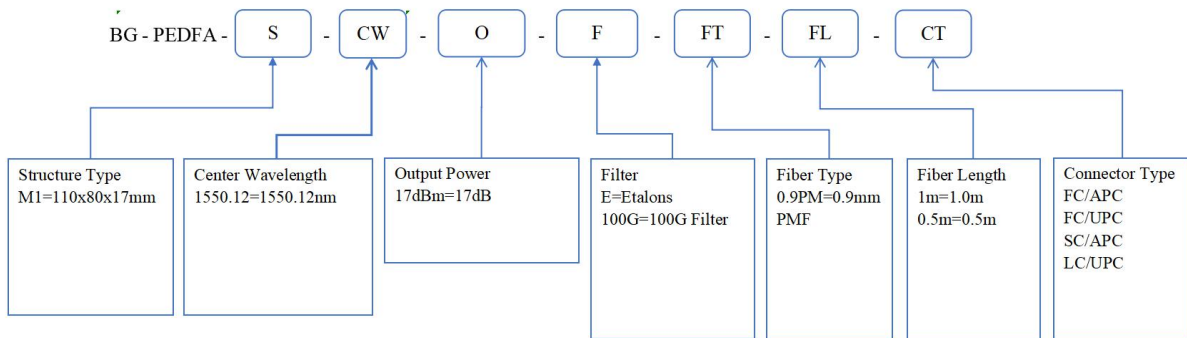 BG - PEDFA - S - CW - O - F - FT - FL - CT
Structure Type
M1=110x80x17mm
Center Wavelength
1550.12=1550.12nm
Output Power
17dBm=17dB
Filter
E=Etalons
100G=100G Filter
Fiber Type
0.9PM=0.9mm
PMF
Fiber Length
1m=1.0m
0.5m=0.5m
Connector Type
FC/APC
FC/UPC
SC/APC
LC/UPC